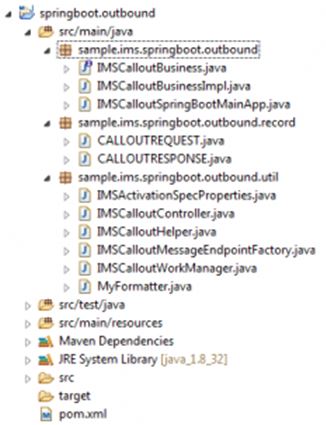 springboot.outbound
src/main/java
sample.ims.springboot.outbound
IMSCalloutBusiness.java
IMSCalloutBusinessImpl.java
IMSCalloutSpringBootMainApp.java
sample.ims.springboot.outbound.record
CALLOUTREQUEST.java
CALLOUTRESPONSE.java
sample.ims.springboot.outbound.util
IMSActivationSpecProperties.java
IMSCalloutController.java
IMSCalloutHelper.java
IMSCalloutMessageEndpointFactory.java
IMSCalloutWorkManager.java
MyFormatter.java
src/test/java
src/main/resources
Maven Dependencies
JRE System Library [java_1.8_32]
src
target
pom.xml